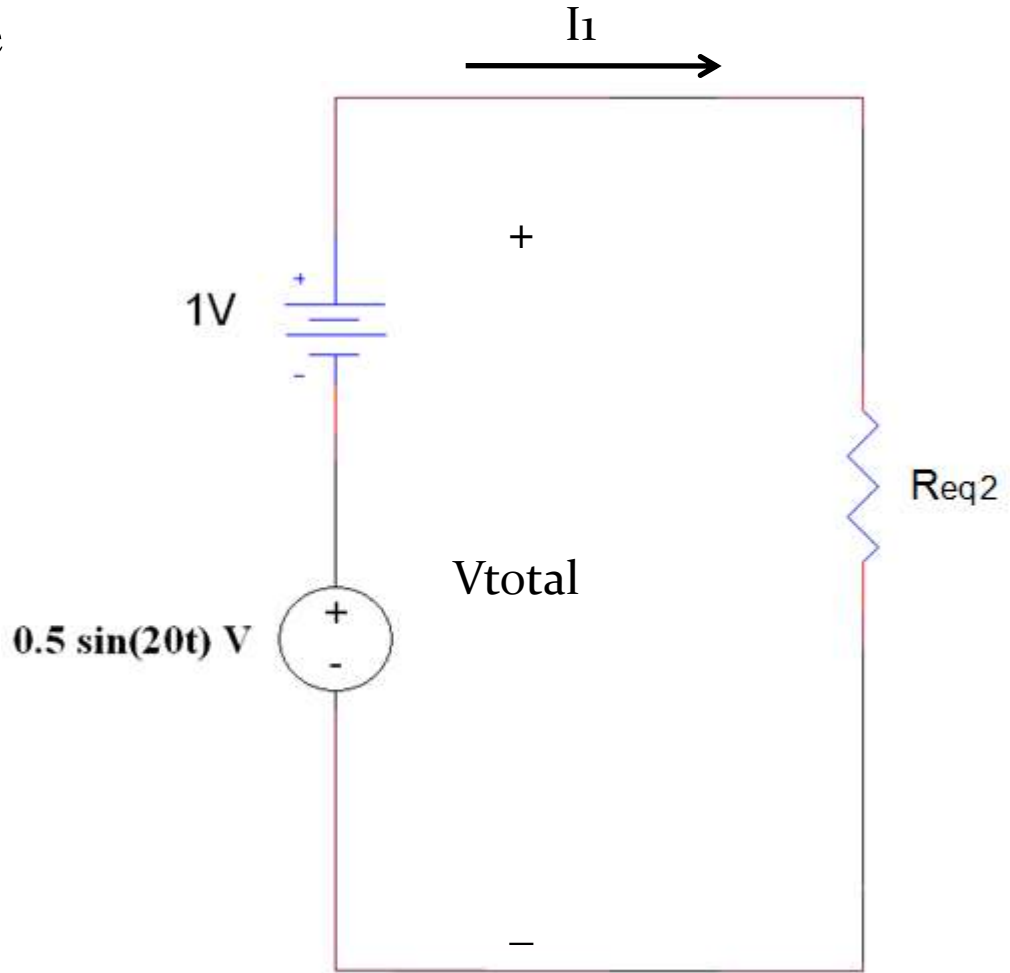 I1
+
+
1V
-
Req2
Vtotal
+
0.5 sin(20t) V
-
–